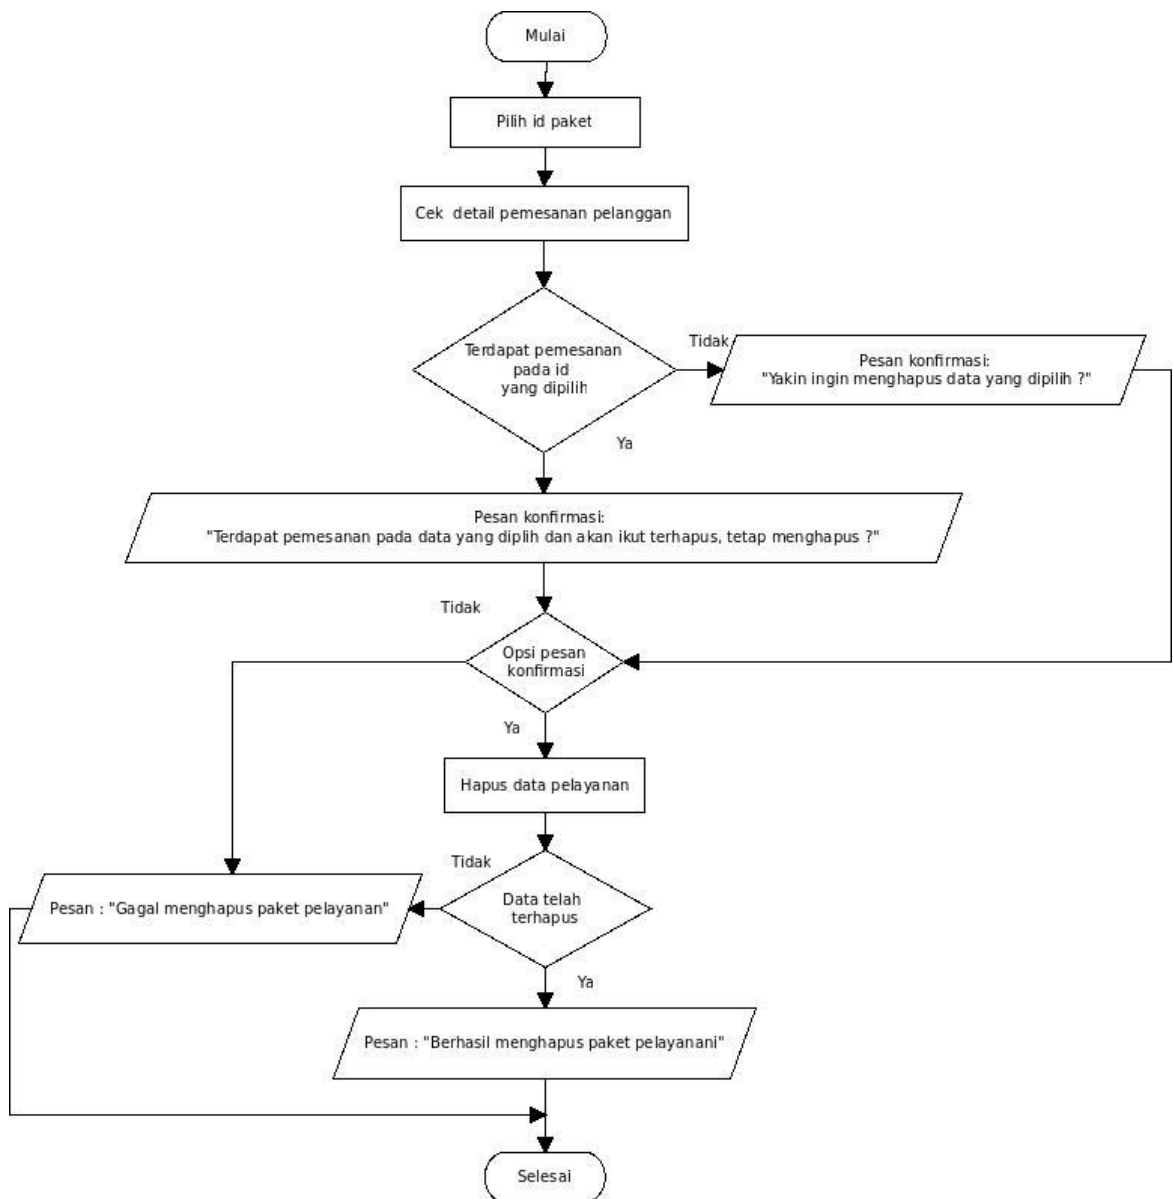 Mulai
Pilih id paket
Cek detail pemesanan pelanggan
Terdapat pemesanan
pada id
yang dipilih
Tidak
Pesan konfirmasi:
"Yakin ingin menghapus data yang dipilih ?"
Ya
Pesan konfirmasi:
"Terdapat pemesanan pada data yang diplih dan akan ikut terhapus, tetap menghapus ?"
Tidak
Opsi pesan
konfirmasi
Ya
Hapus data pelayanan
Tidak
Data telah
terhapus
Pesan : "Gagal menghapus paket pelayanan"
Ya
Pesan : "Berhasil menghapus paket pelayanani"
Selesai